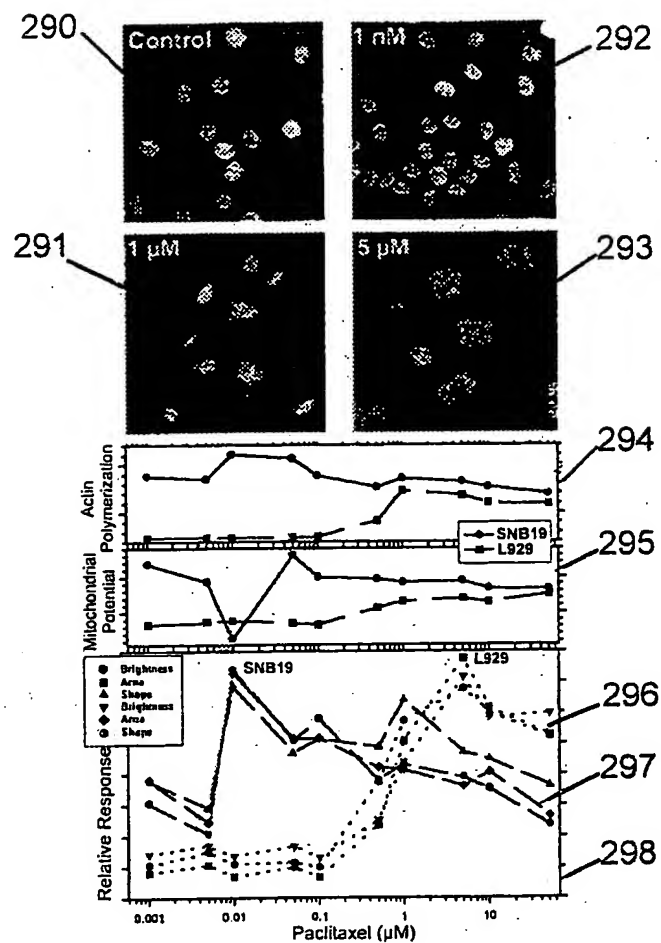 290
Control
1 nM
292
291
1 µM
5 µM
293
Actin
Polymerization
294
SNB19
L929
Mitochondrial
Potential
295
Brightness
Area
Shape
Brightness
Area
Shape
SNB19
L929
296
297
Relative Response
298
0.001
0.01
0.1
1
10
Paclitaxel (µM)